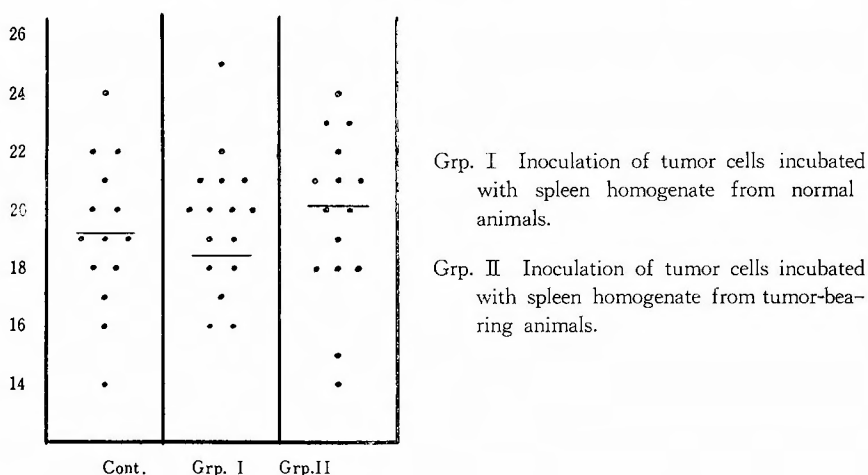 26
24
22
20
18
16
14
Cont. Grp. I Grp.II
Grp. I Inoculation of tumor cells incubated
with spleen homogenate from normal
animals.
Grp. II Inoculation of tumor cells incubated
with spleen homogenate from tumor-bea-
ring animals.